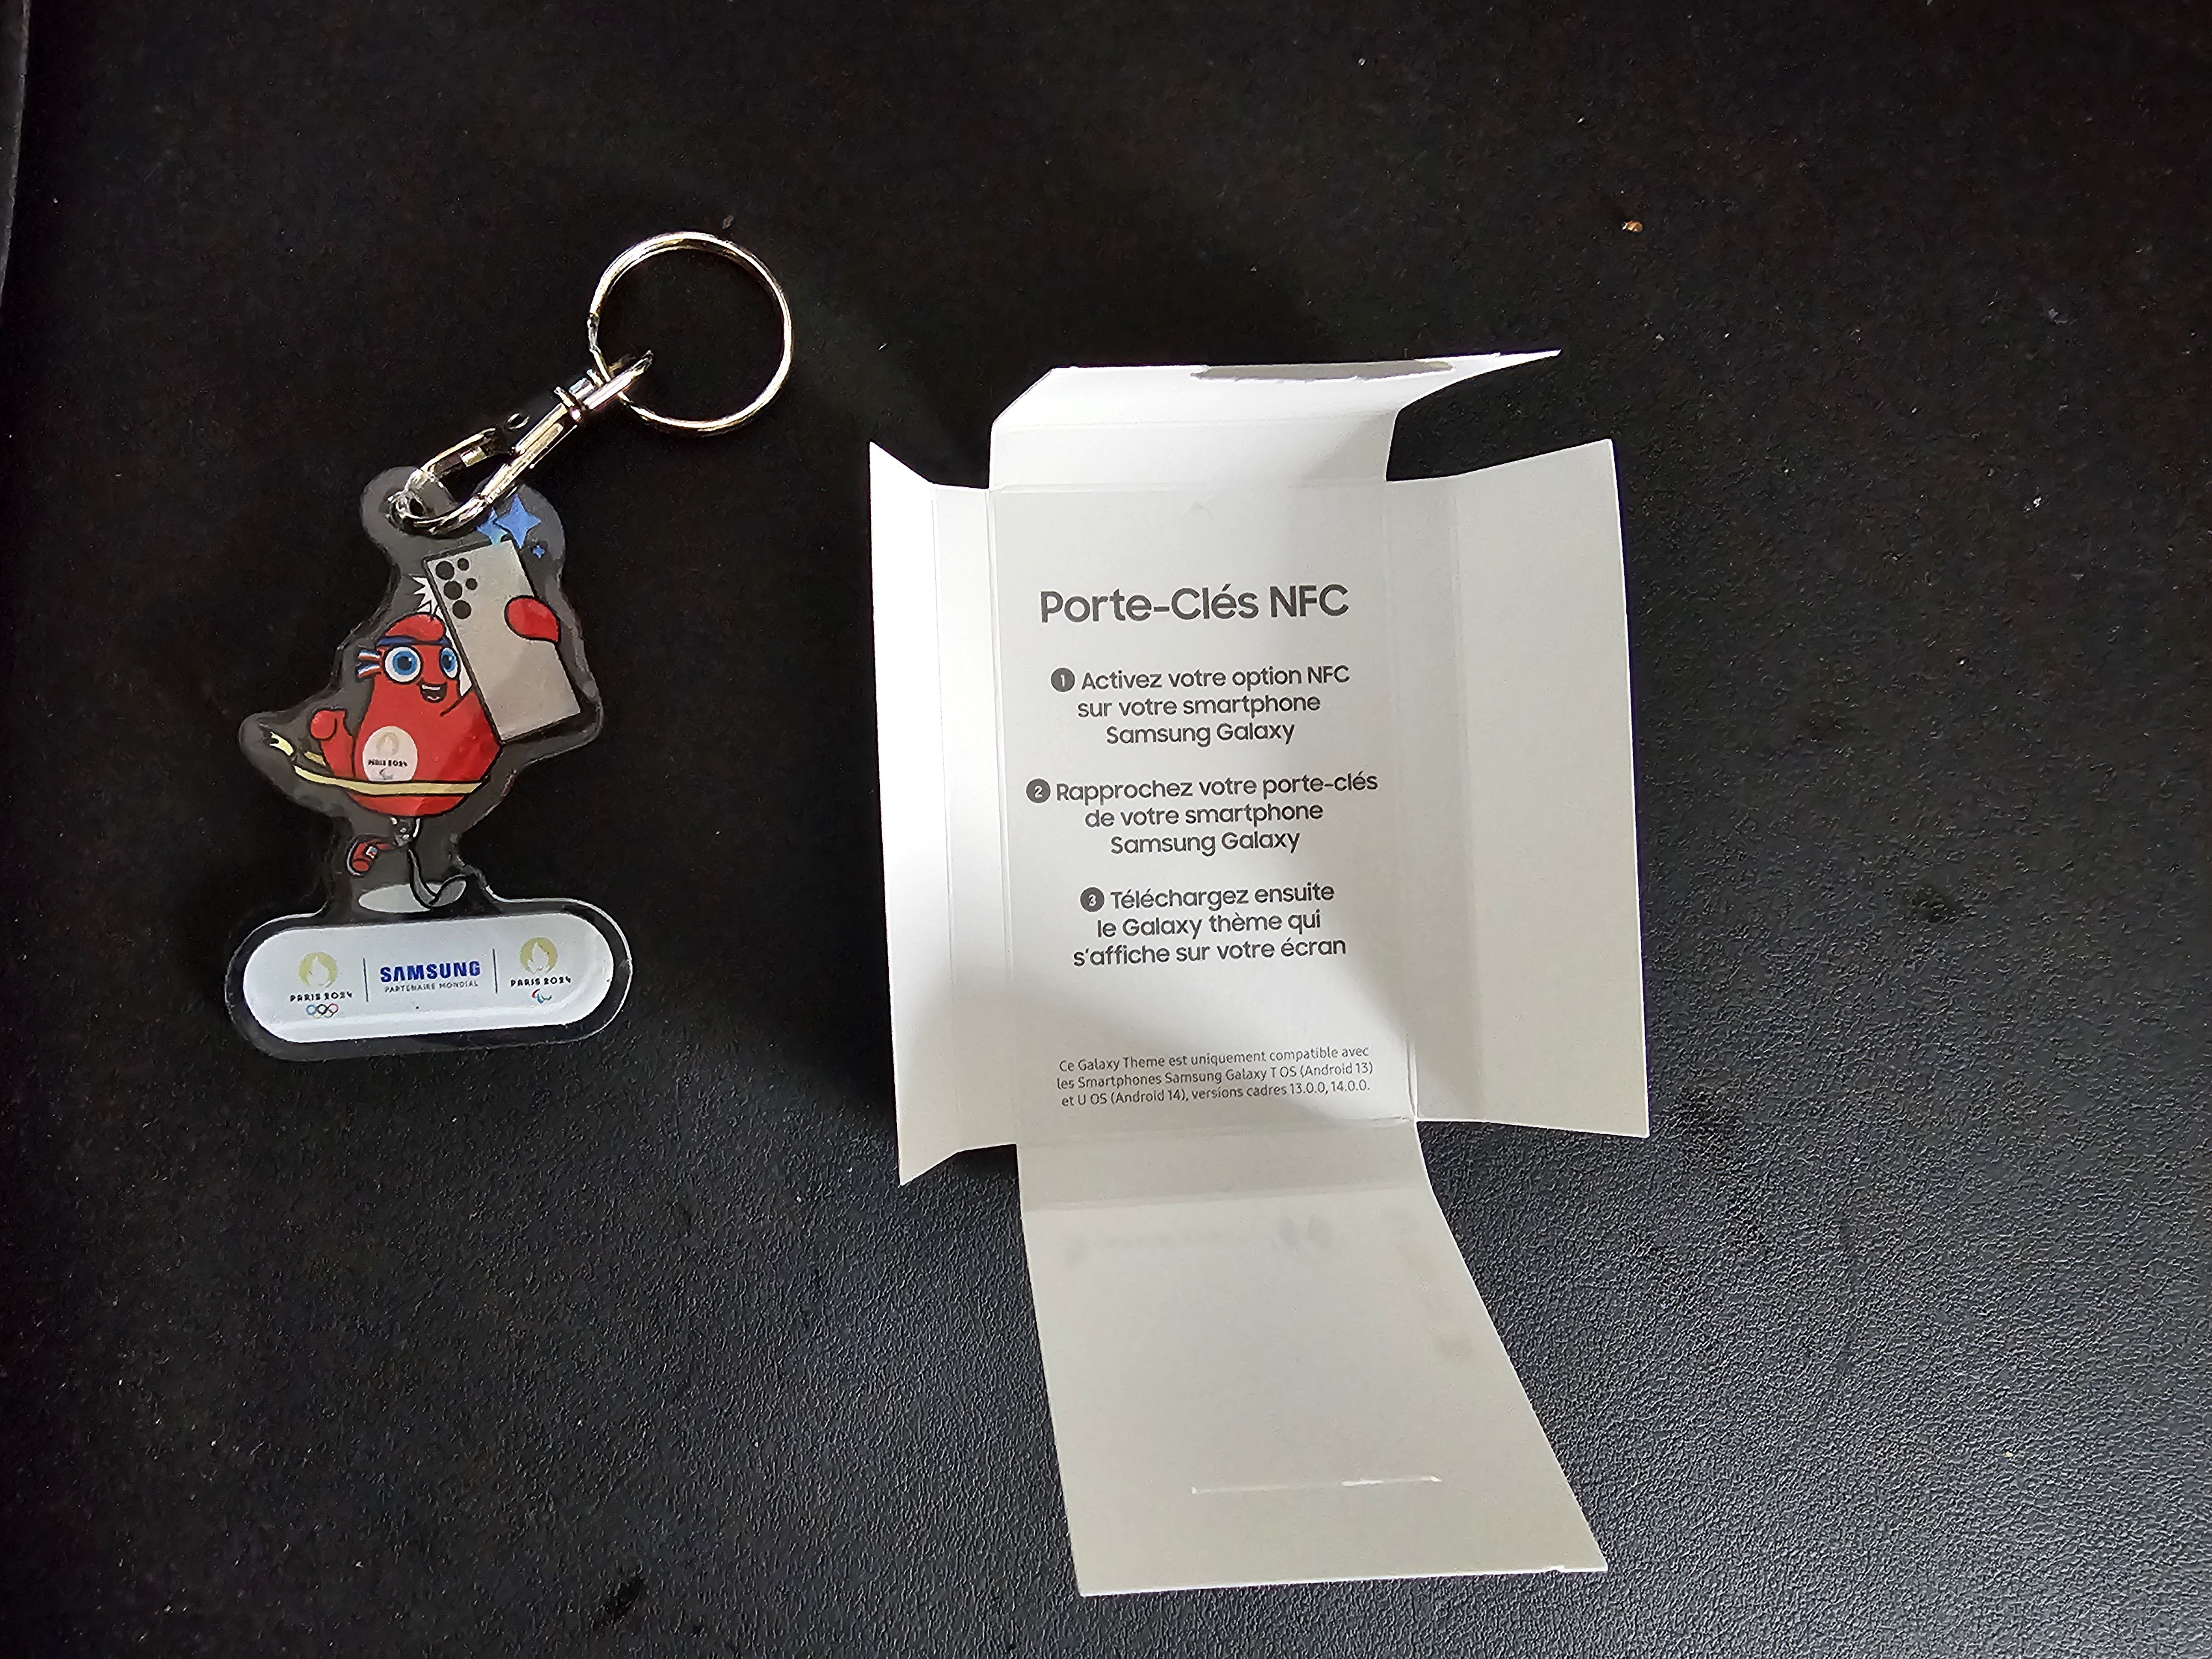 PARIS 2024
PARIS 2024
SAMSUNG
PARTENAIRE MONDIAL
PARIS 2024
Porte-Clés NFC
1 Activez votre option NFC
sur votre smartphone
Samsung Galaxy
2 Rapprochez votre porte-clés
de votre smartphone
Samsung Galaxy
3 Téléchargez ensuite
le Galaxy thème qui
s'affiche sur votre écran
Ce Galaxy Theme est uniquement compatible avec
les Smartphones Samsung Galaxy T OS (Android 13)
et U OS (Android 14), versions cadres 13.0.0, 14.0.0.